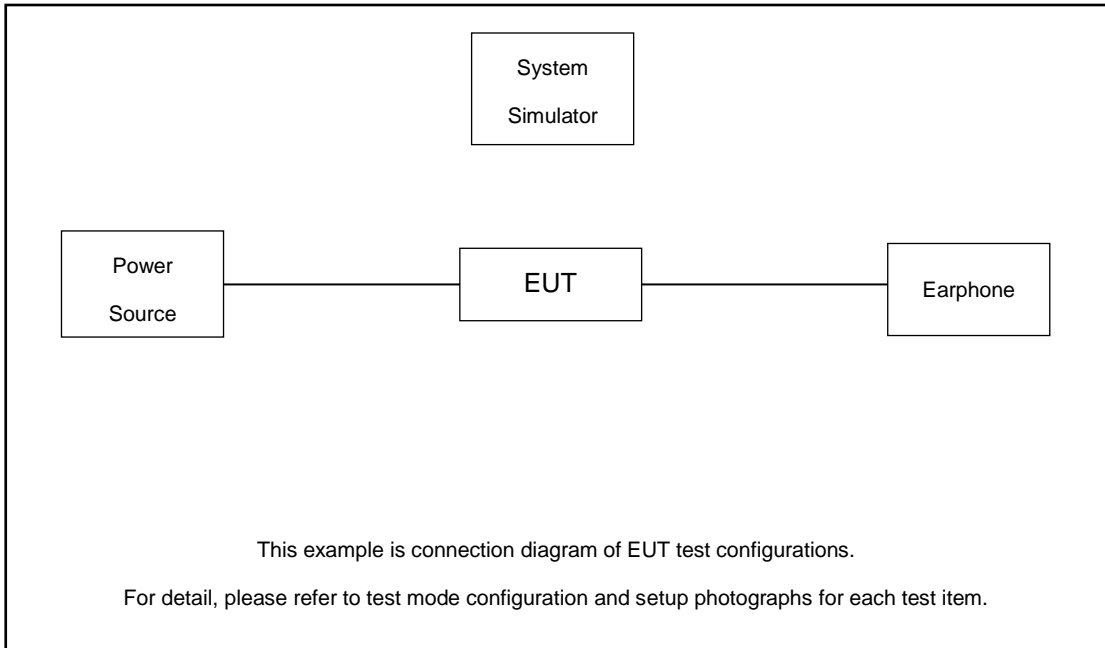 System
Simulator
Power
Source
EUT
Earphone
This example is connection diagram of EUT test configurations.
For detail, please refer to test mode configuration and setup photographs for each test item.